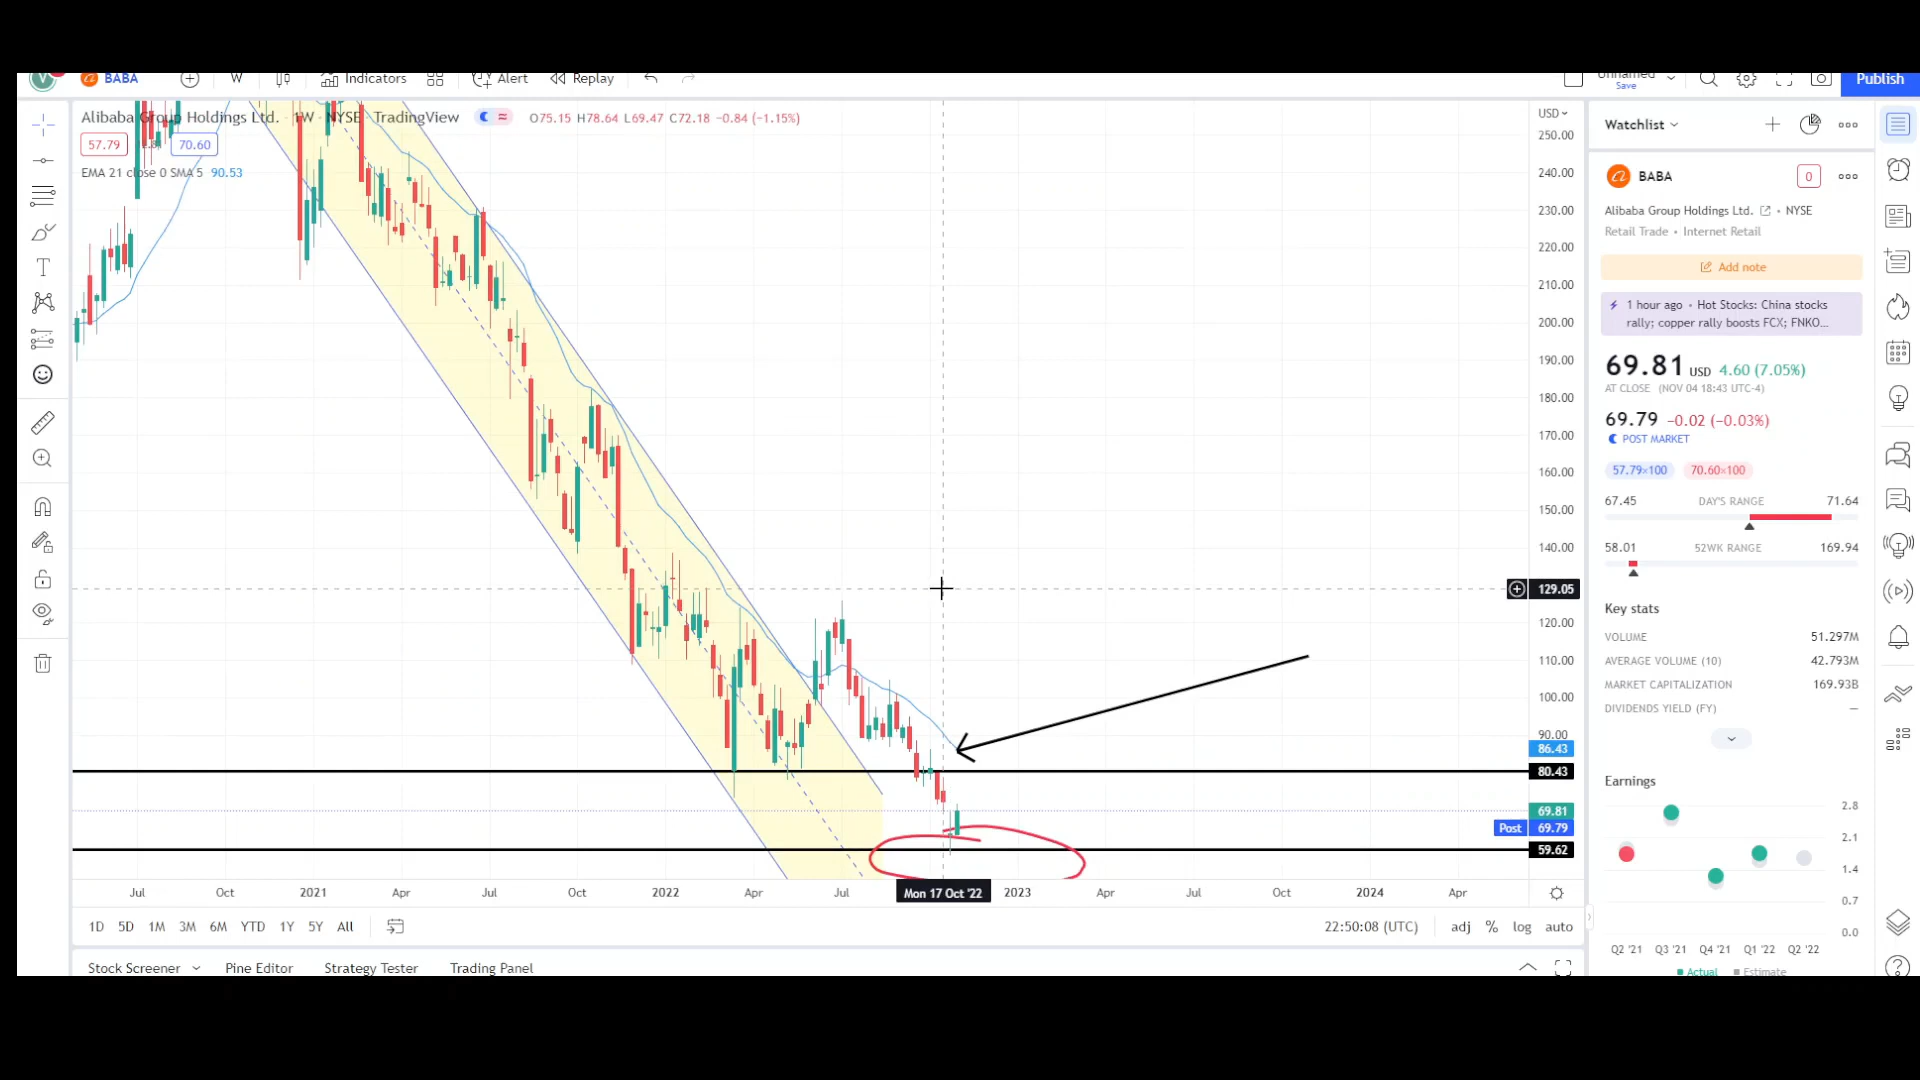 BABA W Indicators Alert Replay Unnamed Save Publish
Alibaba Group Holdings Ltd. 1W NYSE TradingView O75.15 H78.64 L69.47 C72.18 −0.84 (−1.15%)
57.79 70.60
EMA 21 close 0 SMA 5 90.53
USD
250.00
240.00
230.00
220.00
210.00
200.00
190.00
180.00
170.00
160.00
150.00
140.00
129.05
120.00
110.00
100.00
90.00
86.43
80.43
69.81
Post 69.79
59.62
Jul Oct 2021 Apr Jul Oct 2022 Apr Jul Mon 17 Oct '22 2023 Apr Jul Oct 2024 Apr
1D 5D 1M 3M 6M YTD 1Y 5Y All 22:50:08 (UTC) adj % log auto
Stock Screener Pine Editor Strategy Tester Trading Panel
Watchlist
BABA 0
Alibaba Group Holdings Ltd. • NYSE
Retail Trade • Internet Retail
Add note
1 hour ago • Hot Stocks: China stocks
rally; copper rally boosts FCX; FNKO...
69.81 USD 4.60 (7.05%)
AT CLOSE (NOV 04 18:43 UTC-4)
69.79 −0.02 (−0.03%)
POST MARKET
57.79×100 70.60×100
67.45 DAY'S RANGE 71.64
58.01 52WK RANGE 169.94
Key stats
VOLUME 51.297M
AVERAGE VOLUME (10) 42.793M
MARKET CAPITALIZATION 169.93B
DIVIDENDS YIELD (FY) —
Earnings
2.8
2.1
1.4
0.7
0.0
Q2 '21 Q3 '21 Q4 '21 Q1 '22 Q2 '22
Actual Estimate